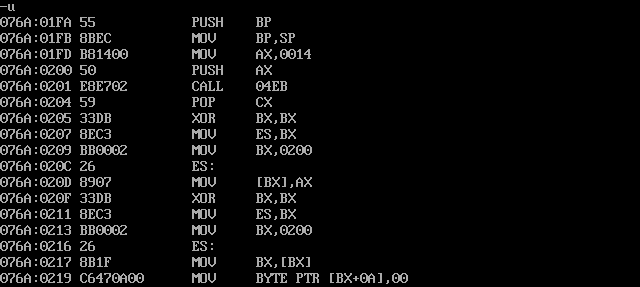 -u
076A:01FA 55            PUSH    BP
076A:01FB 8BEC          MOV     BP,SP
076A:01FD B81400        MOV     AX,0014
076A:0200 50            PUSH    AX
076A:0201 E8E702        CALL    04EB
076A:0204 59            POP     CX
076A:0205 33DB          XOR     BX,BX
076A:0207 8EC3          MOV     ES,BX
076A:0209 BB0002        MOV     BX,0200
076A:020C 26            ES:
076A:020D 8907          MOV     [BX],AX
076A:020F 33DB          XOR     BX,BX
076A:0211 8EC3          MOV     ES,BX
076A:0213 BB0002        MOV     BX,0200
076A:0216 26            ES:
076A:0217 8B1F          MOV     BX,[BX]
076A:0219 C6470A00      MOV     BYTE PTR [BX+0A],00